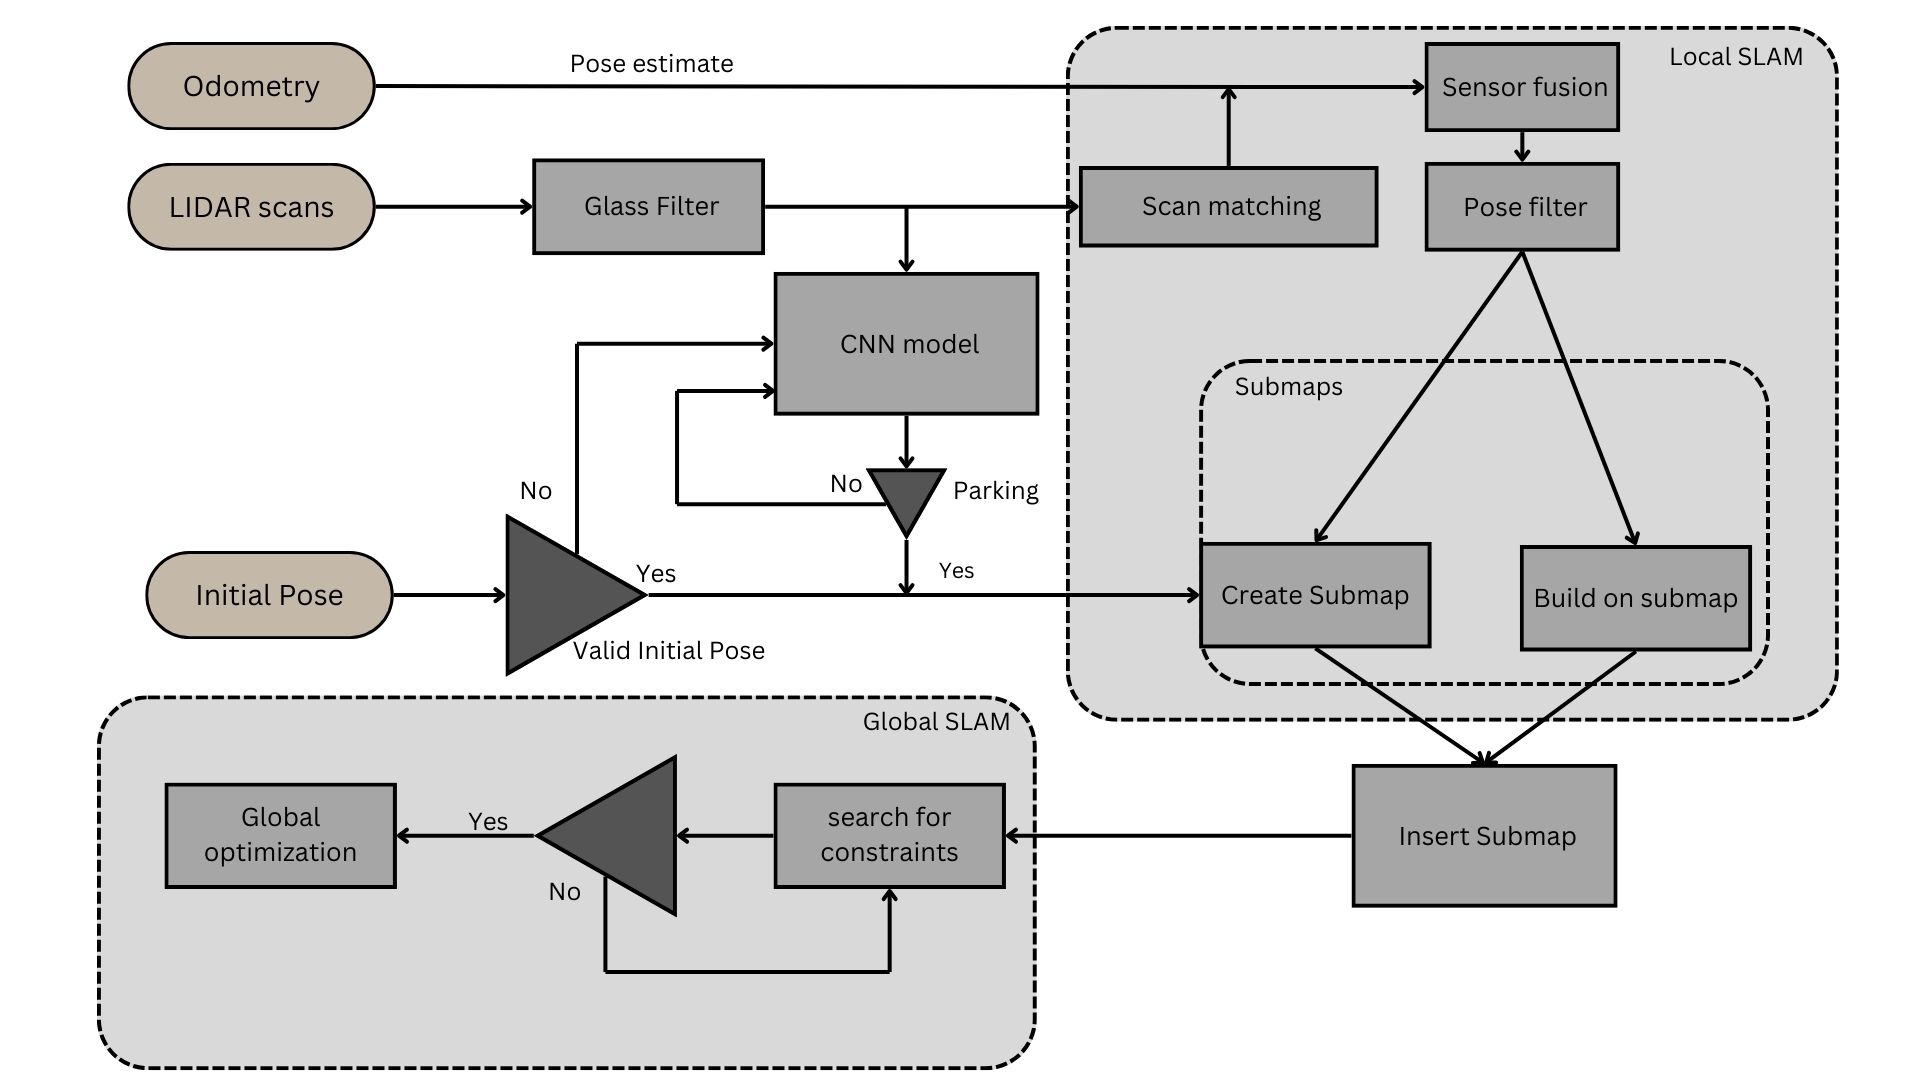 Pose estimate
Local SLAM
Odometry
Sensor fusion
LIDAR scans
Glass Filter
Scan matching
Pose filter
CNN model
Submaps
No
No
Parking
Yes
Yes
Initial Pose
Create Submap
Build on submap
Valid Initial Pose
Global SLAM
Global
optimization
Yes
search for
constraints
Insert Submap
No